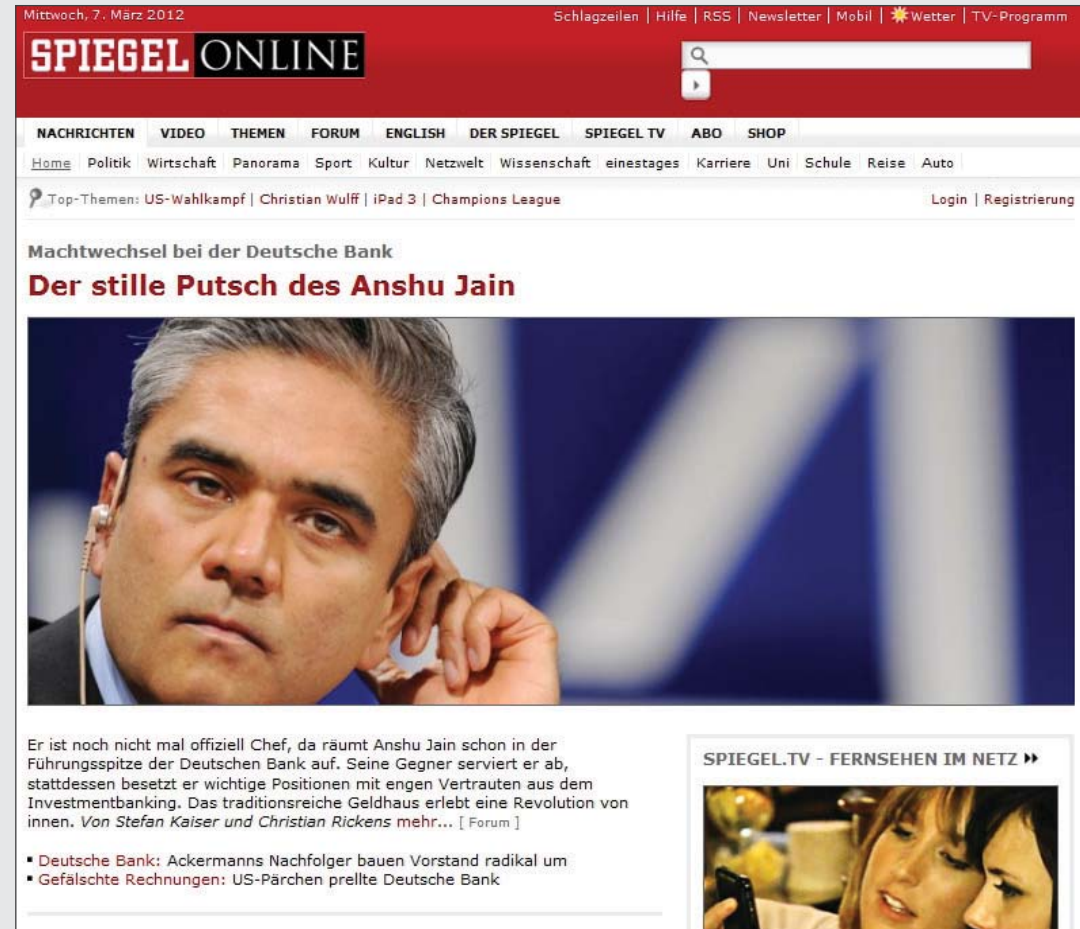 Mittwoch, 7. März 2012
Schlagzeilen | Hilfe | RSS | Newsletter | Mobil | Wetter | TV-Programm
SPIEGEL ONLINE
NACHRICHTEN VIDEO THEMEN FORUM ENGLISH DER SPIEGEL SPIEGEL TV ABO SHOP
Home Politik Wirtschaft Panorama Sport Kultur Netzwelt Wissenschaft einestages Karriere Uni Schule Reise Auto
Top-Themen: US-Wahlkampf | Christian Wulff | iPad 3 | Champions League
Login | Registrierung
Machtwechsel bei der Deutsche Bank
Der stille Putsch des Anshu Jain
Er ist noch nicht mal offiziell Chef, da räumt Anshu Jain schon in der
Führungsspitze der Deutschen Bank auf. Seine Gegner serviert er ab,
stattdessen besetzt er wichtige Positionen mit engen Vertrauten aus dem
Investmentbanking. Das traditionsreiche Geldhaus erlebt eine Revolution von
innen. Von Stefan Kaiser und Christian Rickens mehr... [ Forum ]
▪ Deutsche Bank: Ackermanns Nachfolger bauen Vorstand radikal um
▪ Gefälschte Rechnungen: US-Pärchen prellte Deutsche Bank
SPIEGEL.TV - FERNSEHEN IM NETZ